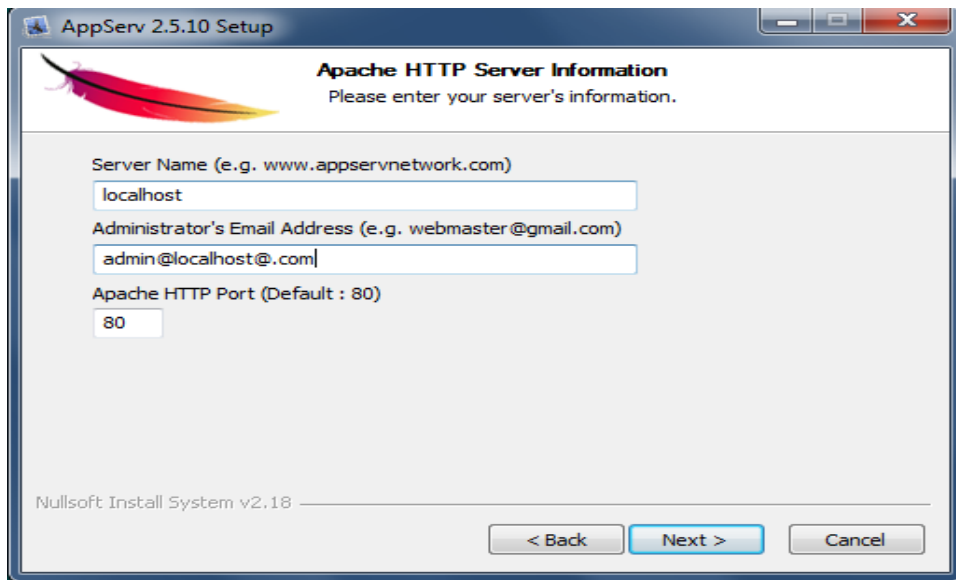 AppServ 2.5.10 Setup
Apache HTTP Server Information
Please enter your server's information.
Server Name (e.g. www.appservnetwork.com)
localhost
Administrator's Email Address (e.g. webmaster@gmail.com)
admin@localhost@.com
Apache HTTP Port (Default : 80)
80
Nullsoft Install System v2.18
< Back Next > Cancel